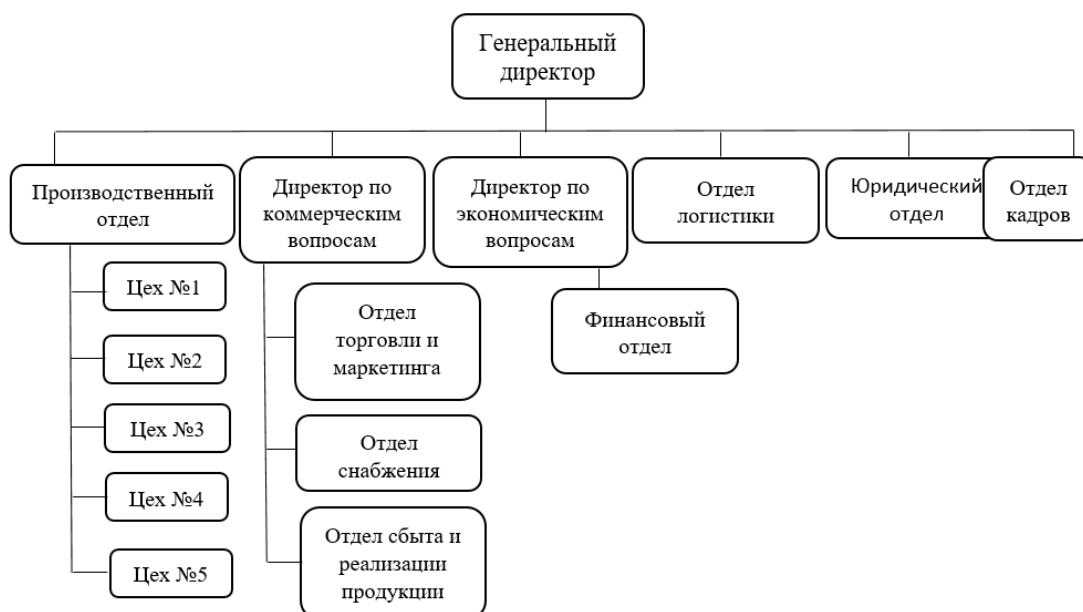 Генеральный
директор
Производственный
отдел
Директор по
коммерческим
вопросам
Директор по
экономическим
вопросам
Отдел
логистики
Юридический
отдел
Отдел
кадров
Цех №1
Цех №2
Цех №3
Цех №4
Цех №5
Отдел
торговли и
маркетинга
Отдел
снабжения
Отдел сбыта и
реализации
продукции
Финансовый
отдел